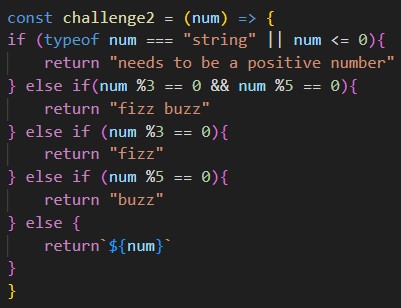 const challenge2 = (num) => {
if (typeof num === "string" || num <= 0){
    return "needs to be a positive number"
} else if(num %3 == 0 && num %5 == 0){
    return "fizz buzz"
} else if (num %3 == 0){
    return "fizz"
} else if (num %5 == 0){
    return "buzz"
} else {
    return`${num}`
}
}